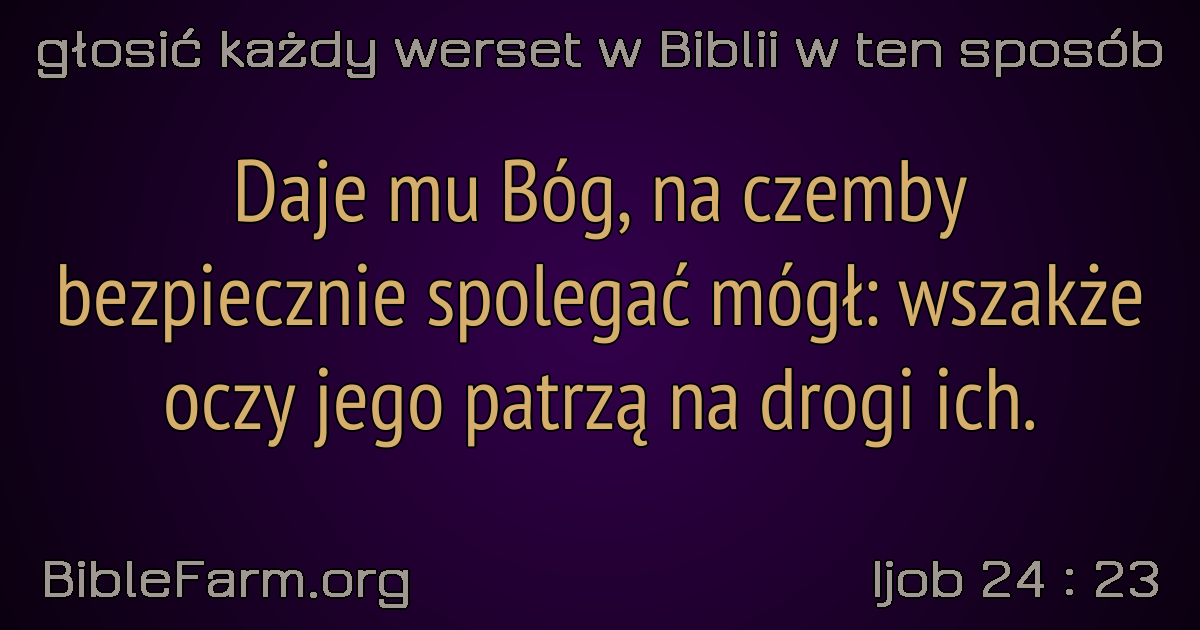 głosić każdy werset w Biblii w ten sposób
Daje mu Bóg, na czemby
bezpiecznie spolegać mógł: wszakże
oczy jego patrzą na drogi ich.
BibleFarm.org
Ijob 24 : 23